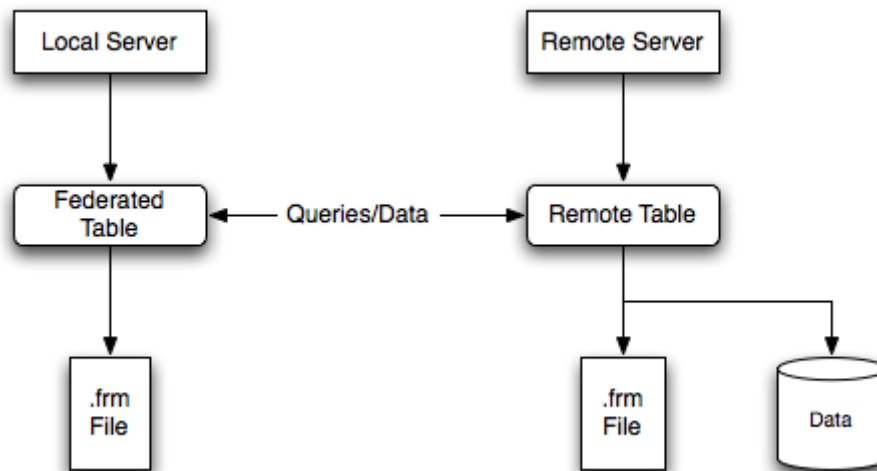 Local Server
Remote Server
Federated
Table
Queries/Data
Remote Table
.frm
File
.frm
File
Data